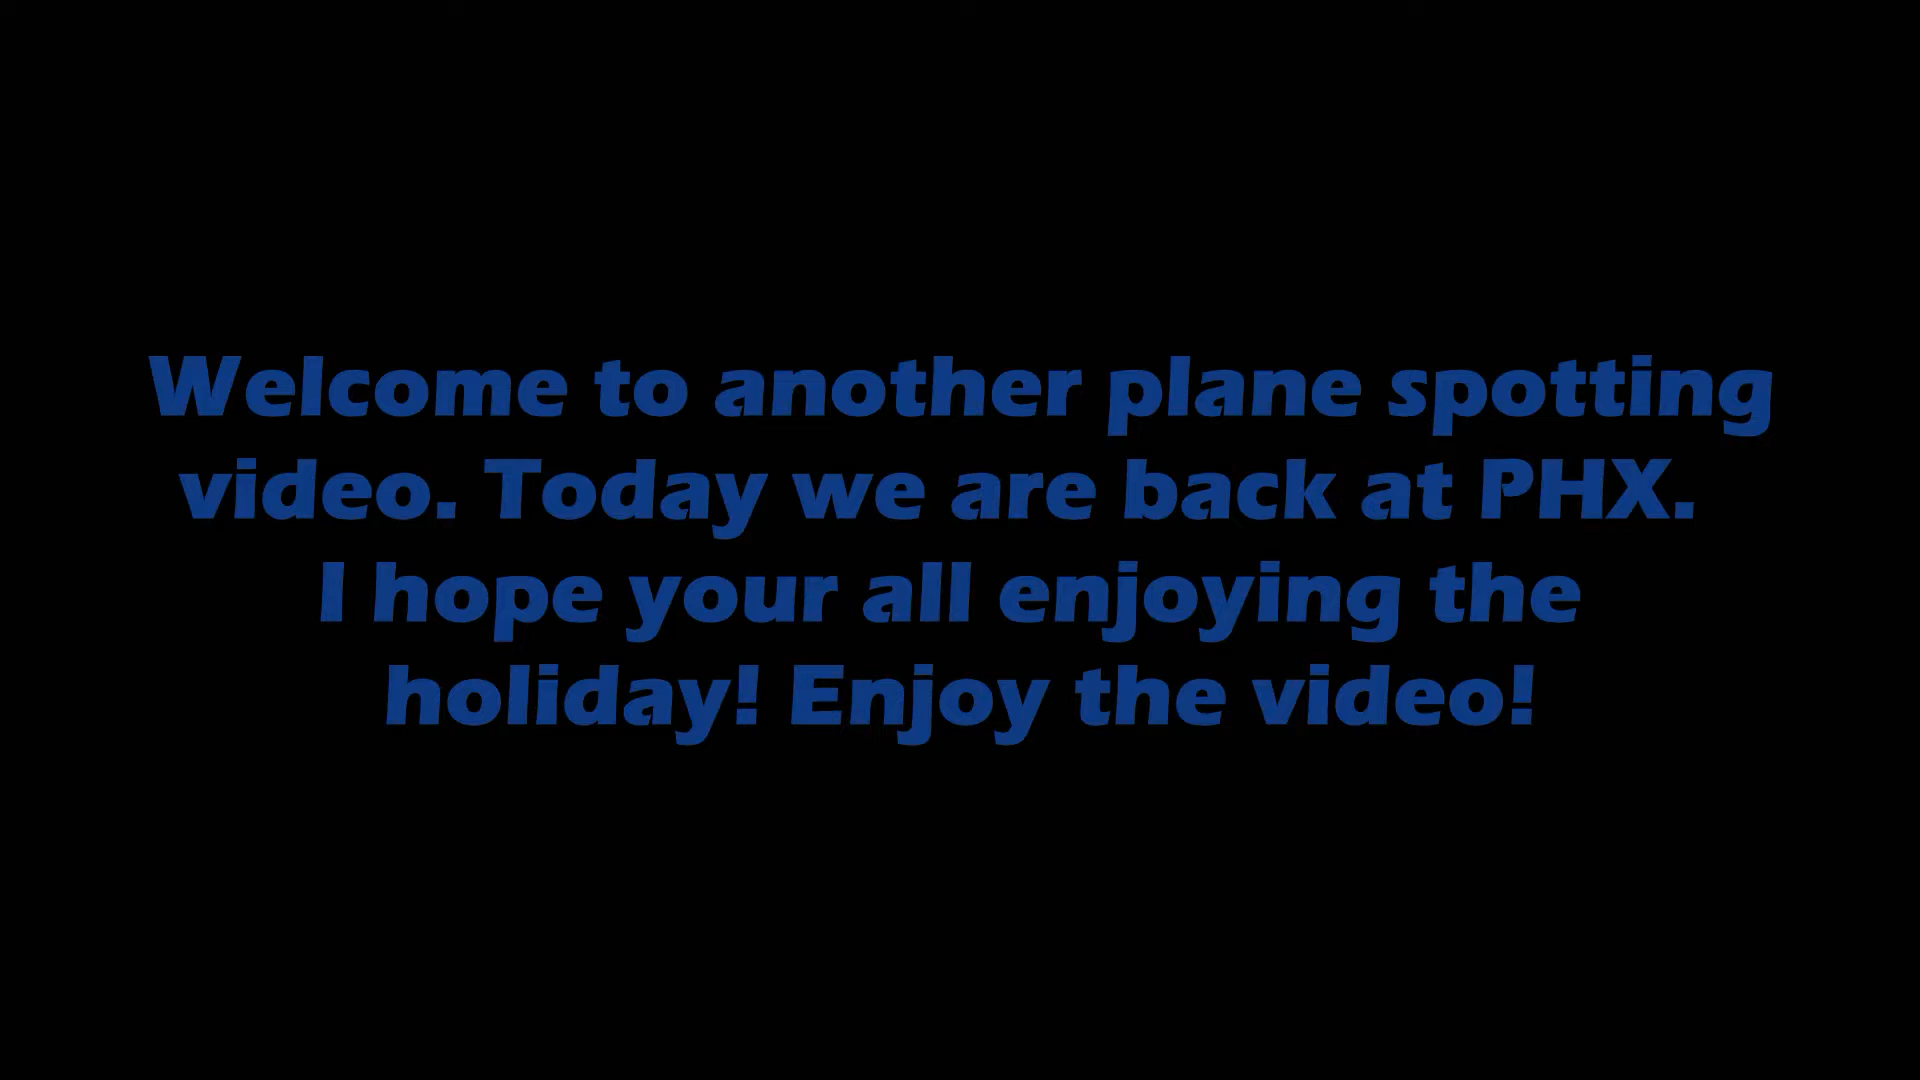 Welcome to another plane spotting
video. Today we are back at PHX.
I hope your all enjoying the
holiday! Enjoy the video!